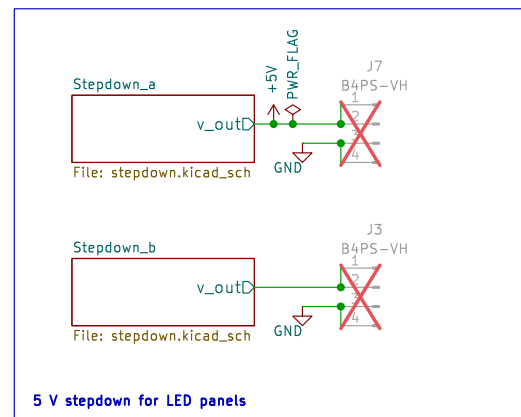 Stepdown_a
v_out
File: stepdown.kicad_sch
+5V
PWR_FLAG
GND
J7
B4PS-VH
1
2
3
4
Stepdown_b
v_out
File: stepdown.kicad_sch
GND
J3
B4PS-VH
1
2
3
4
5 V stepdown for LED panels